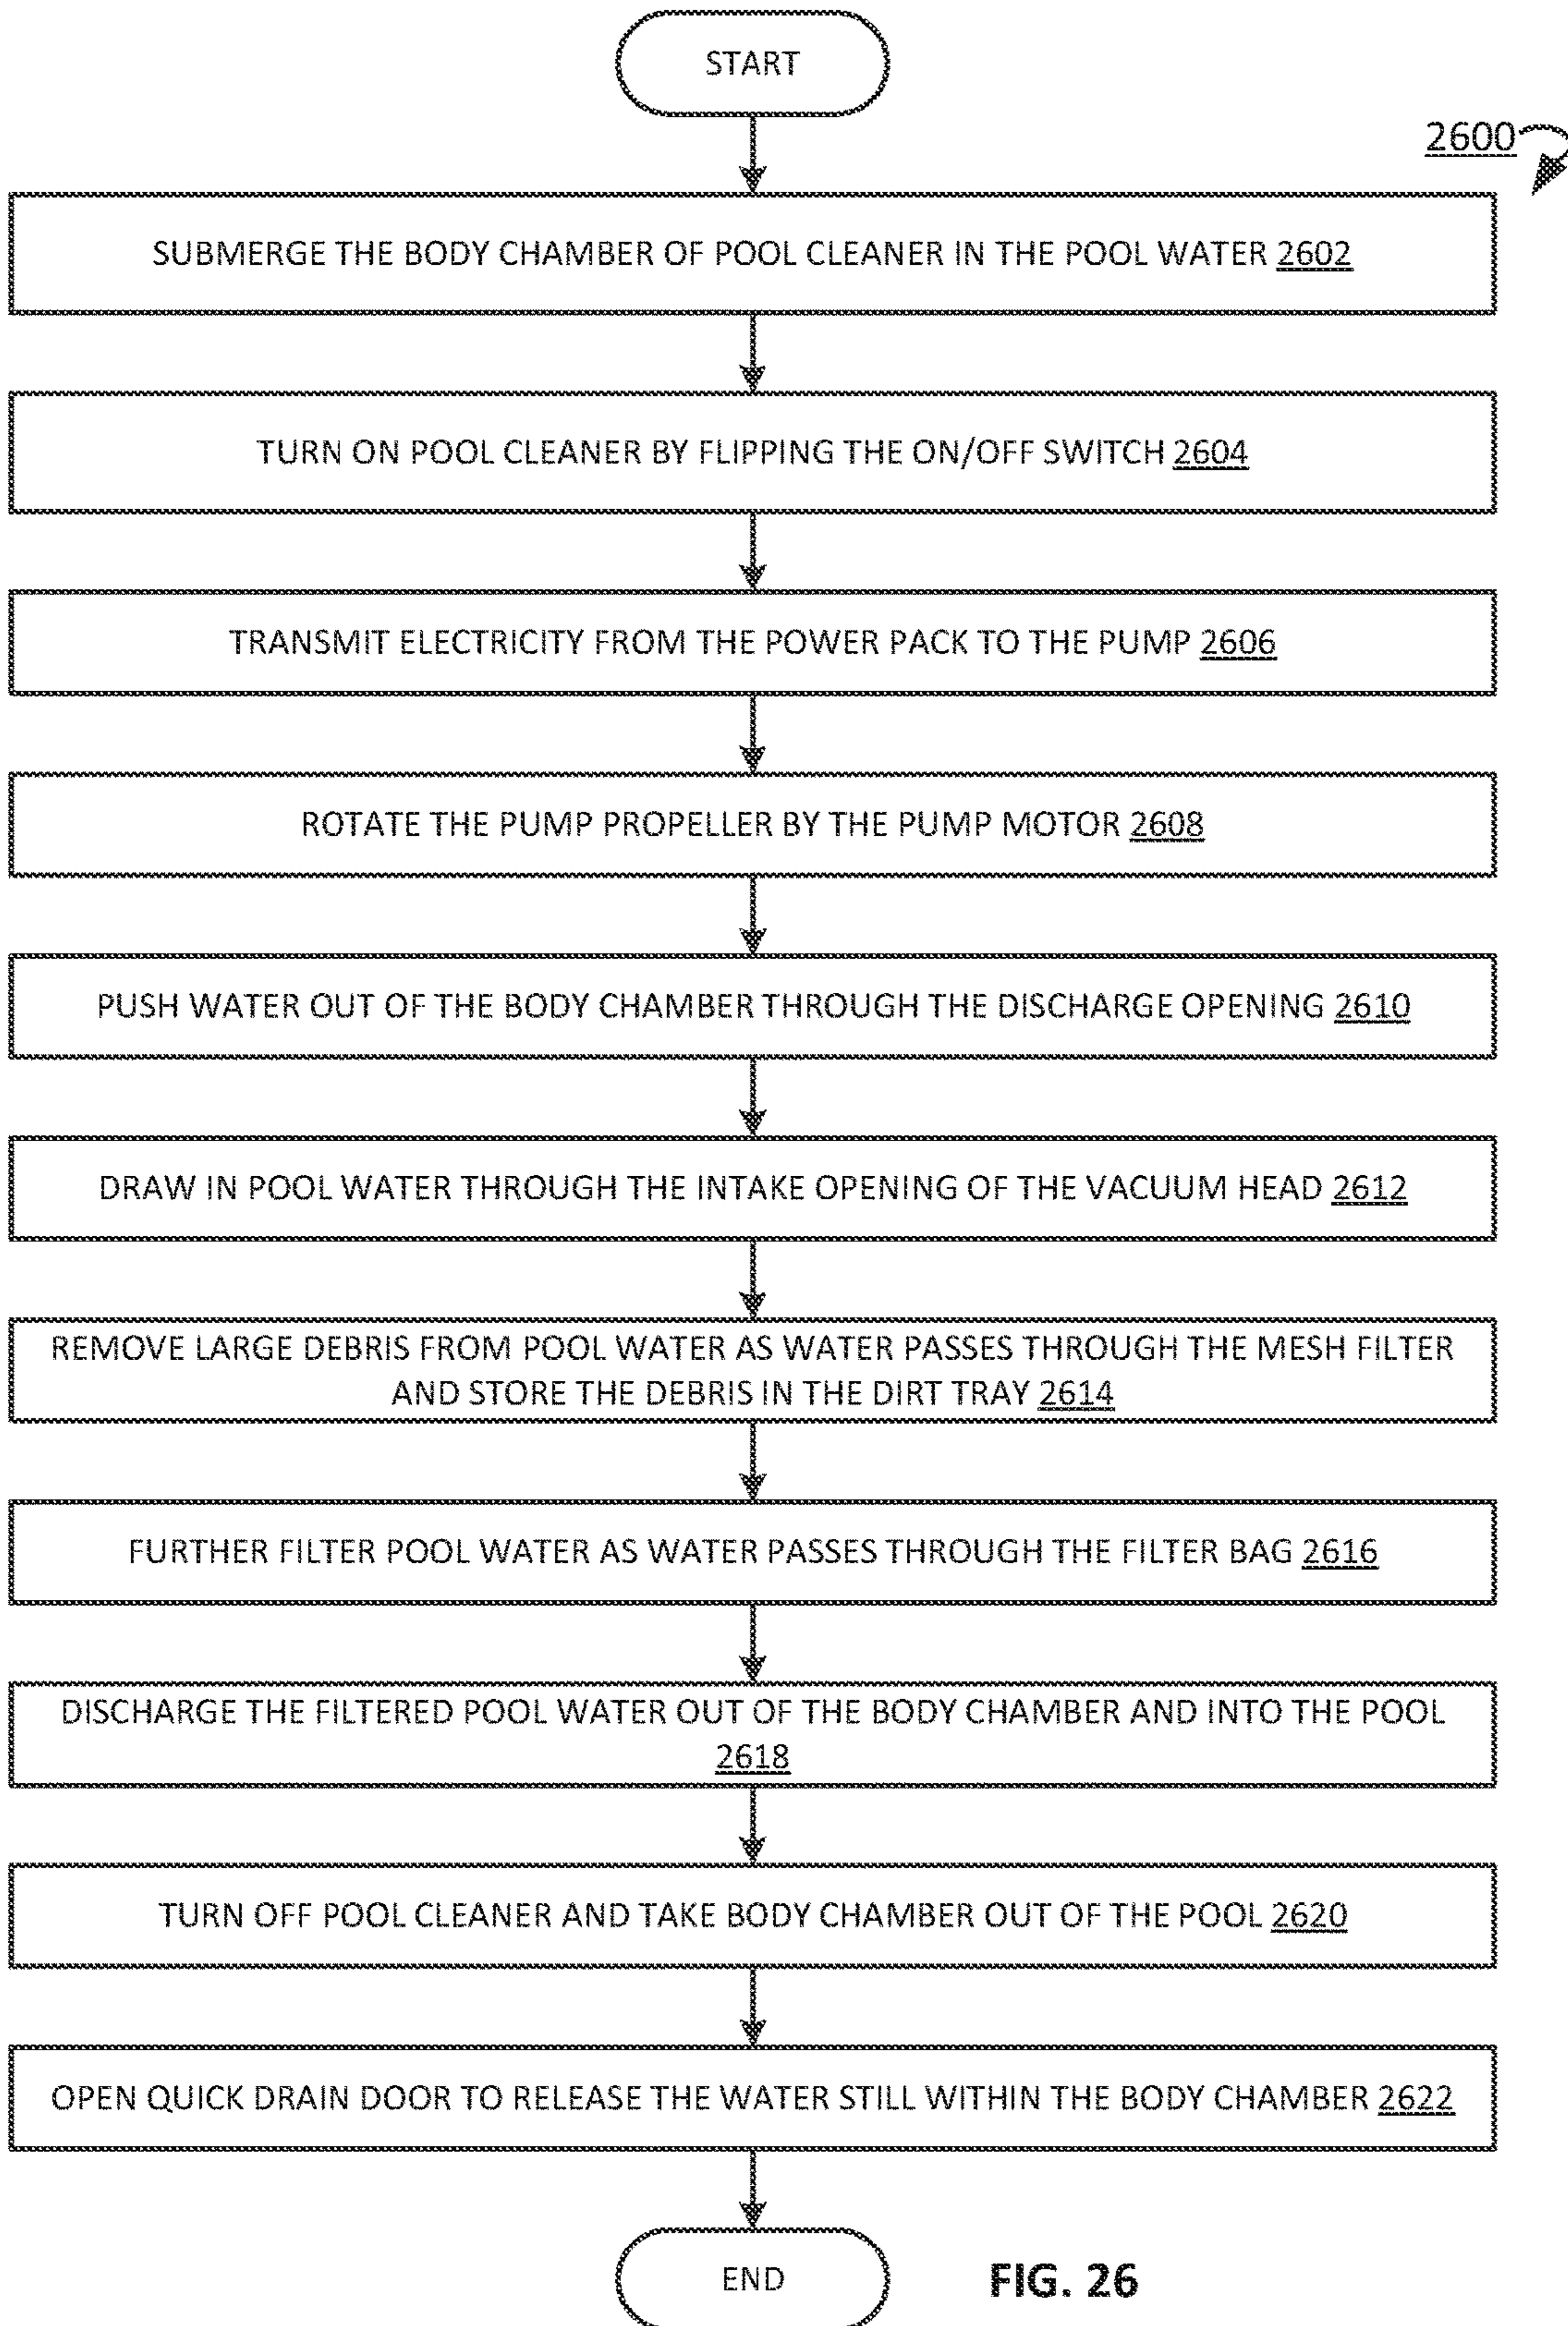 START
2600
SUBMERGE THE BODY CHAMBER OF POOL CLEANER IN THE POOL WATER 2602
TURN ON POOL CLEANER BY FLIPPING THE ON/OFF SWITCH 2604
TRANSMIT ELECTRICITY FROM THE POWER PACK TO THE PUMP 2606
ROTATE THE PUMP PROPELLER BY THE PUMP MOTOR 2608
PUSH WATER OUT OF THE BODY CHAMBER THROUGH THE DISCHARGE OPENING 2610
DRAW IN POOL WATER THROUGH THE INTAKE OPENING OF THE VACUUM HEAD 2612
REMOVE LARGE DEBRIS FROM POOL WATER AS WATER PASSES THROUGH THE MESH FILTER
AND STORE THE DEBRIS IN THE DIRT TRAY 2614
FURTHER FILTER POOL WATER AS WATER PASSES THROUGH THE FILTER BAG 2616
DISCHARGE THE FILTERED POOL WATER OUT OF THE BODY CHAMBER AND INTO THE POOL
2618
TURN OFF POOL CLEANER AND TAKE BODY CHAMBER OUT OF THE POOL 2620
OPEN QUICK DRAIN DOOR TO RELEASE THE WATER STILL WITHIN THE BODY CHAMBER 2622
END
FIG. 26